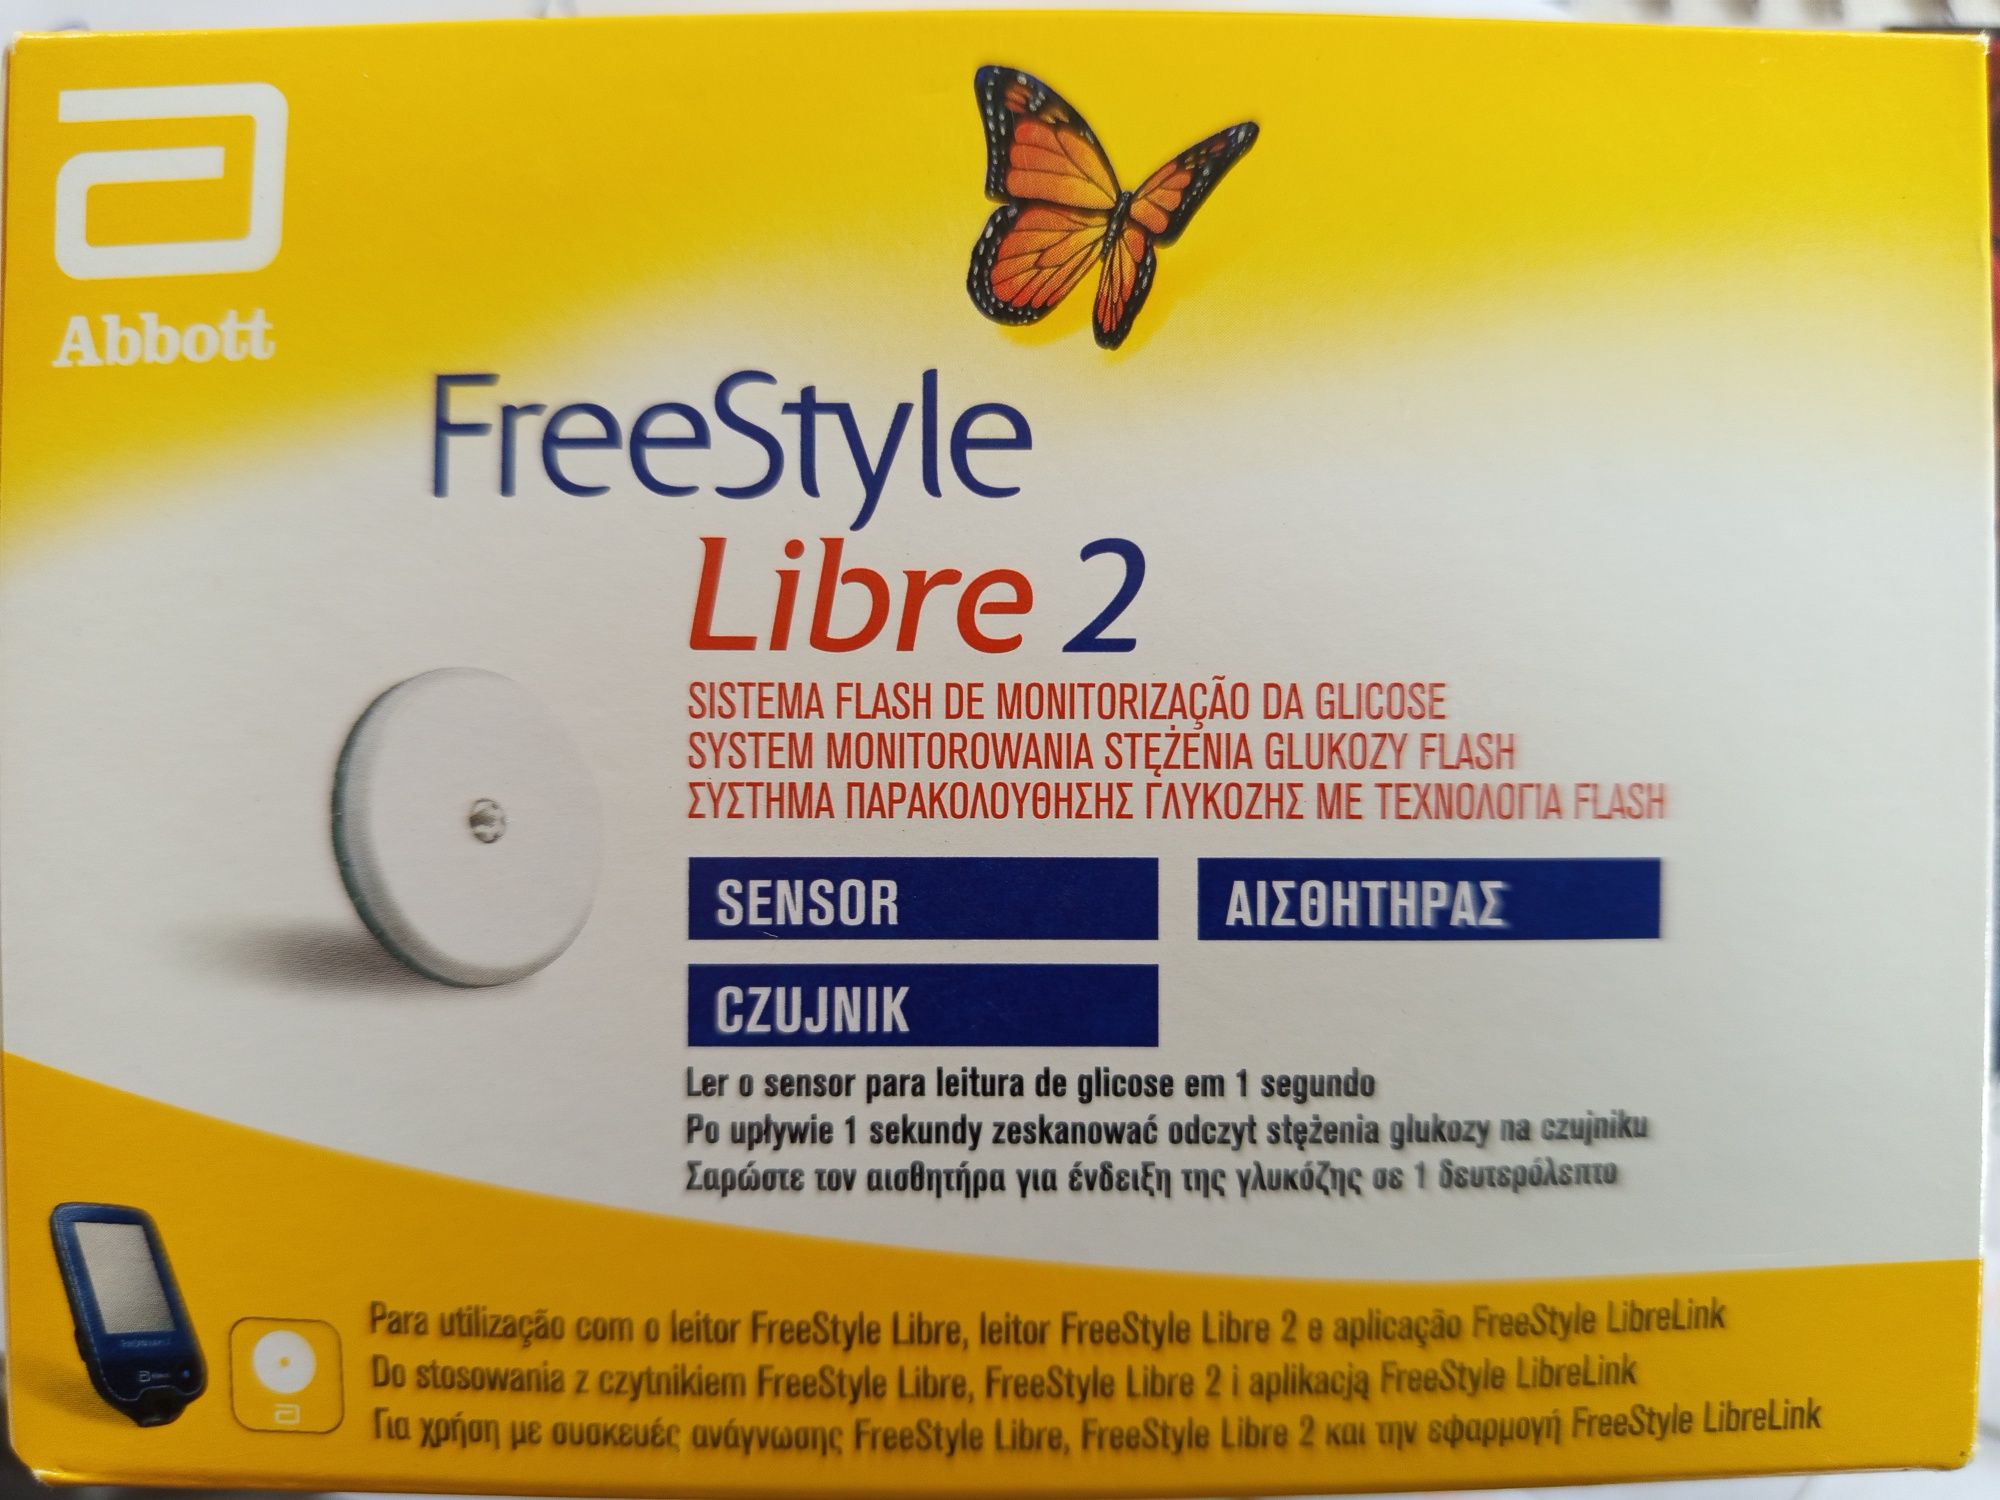 Abbott
FreeStyle
Libre 2
SISTEMA FLASH DE MONITORIZAÇÃO DA GLICOSE
SYSTEM MONITOROWANIA STĘŻENIA GLUKOZY FLASH
ΣΥΣΤΗΜΑ ΠΑΡΑΚΟΛΟΥΘΗΣΗΣ ΓΛΥΚΟΖΗΣ ΜΕ ΤΕΧΝΟΛΟΓΙΑ FLASH
SENSOR
ΑΙΣΘΗΤΗΡΑΣ
CZUJNIK
Ler o sensor para leitura de glicose em 1 segundo
Po upływie 1 sekundy zeskanować odczyt stężenia glukozy na czujniku
Σαρώστε τον αισθητήρα για ένδειξη της γλυκόζης σε 1 δευτερόλεπτο
Para utilização com o leitor FreeStyle Libre, leitor FreeStyle Libre 2 e aplicação FreeStyle LibreLink
Do stosowania z czytnikiem FreeStyle Libre, FreeStyle Libre 2 i aplikacją FreeStyle LibreLink
Για χρήση με συσκευές ανάγνωσης FreeStyle Libre, FreeStyle Libre 2 και την εφαρμογή FreeStyle LibreLink